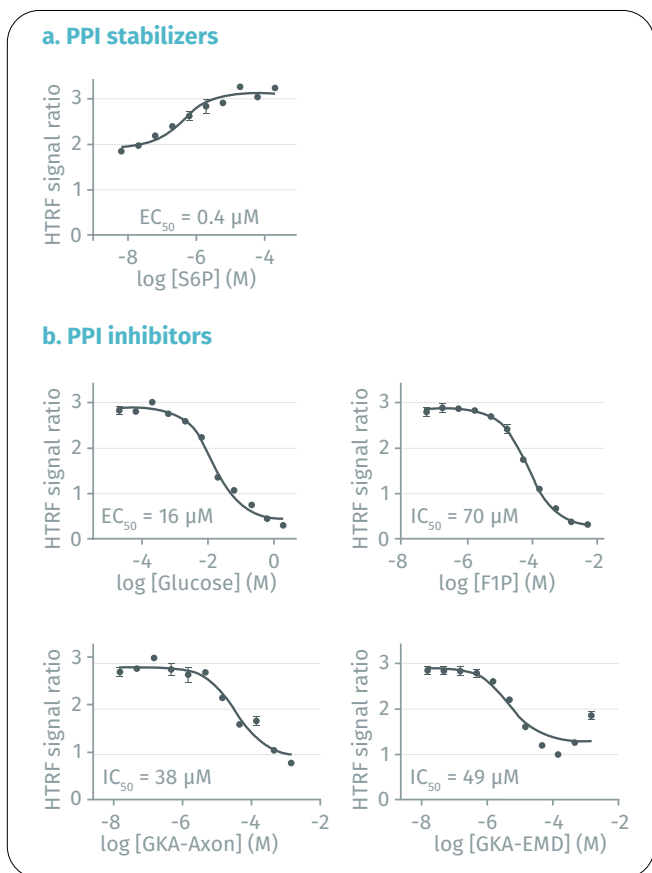 a. PPI stabilizers
HTRF signal ratio
3
2
1
0
EC50 = 0.4 µM
-8 -6 -4
log [S6P] (M)
b. PPI inhibitors
HTRF signal ratio
3
2
1
0
EC50 = 16 µM
-4 -2 0
log [Glucose] (M)
HTRF signal ratio
3
2
1
0
IC50 = 70 µM
-8 -6 -4 -2
log [F1P] (M)
HTRF signal ratio
3
2
1
0
IC50 = 38 µM
-8 -6 -4 -2
log [GKA-Axon] (M)
HTRF signal ratio
3
2
1
0
IC50 = 49 µM
-8 -6 -4 -2
log [GKA-EMD] (M)